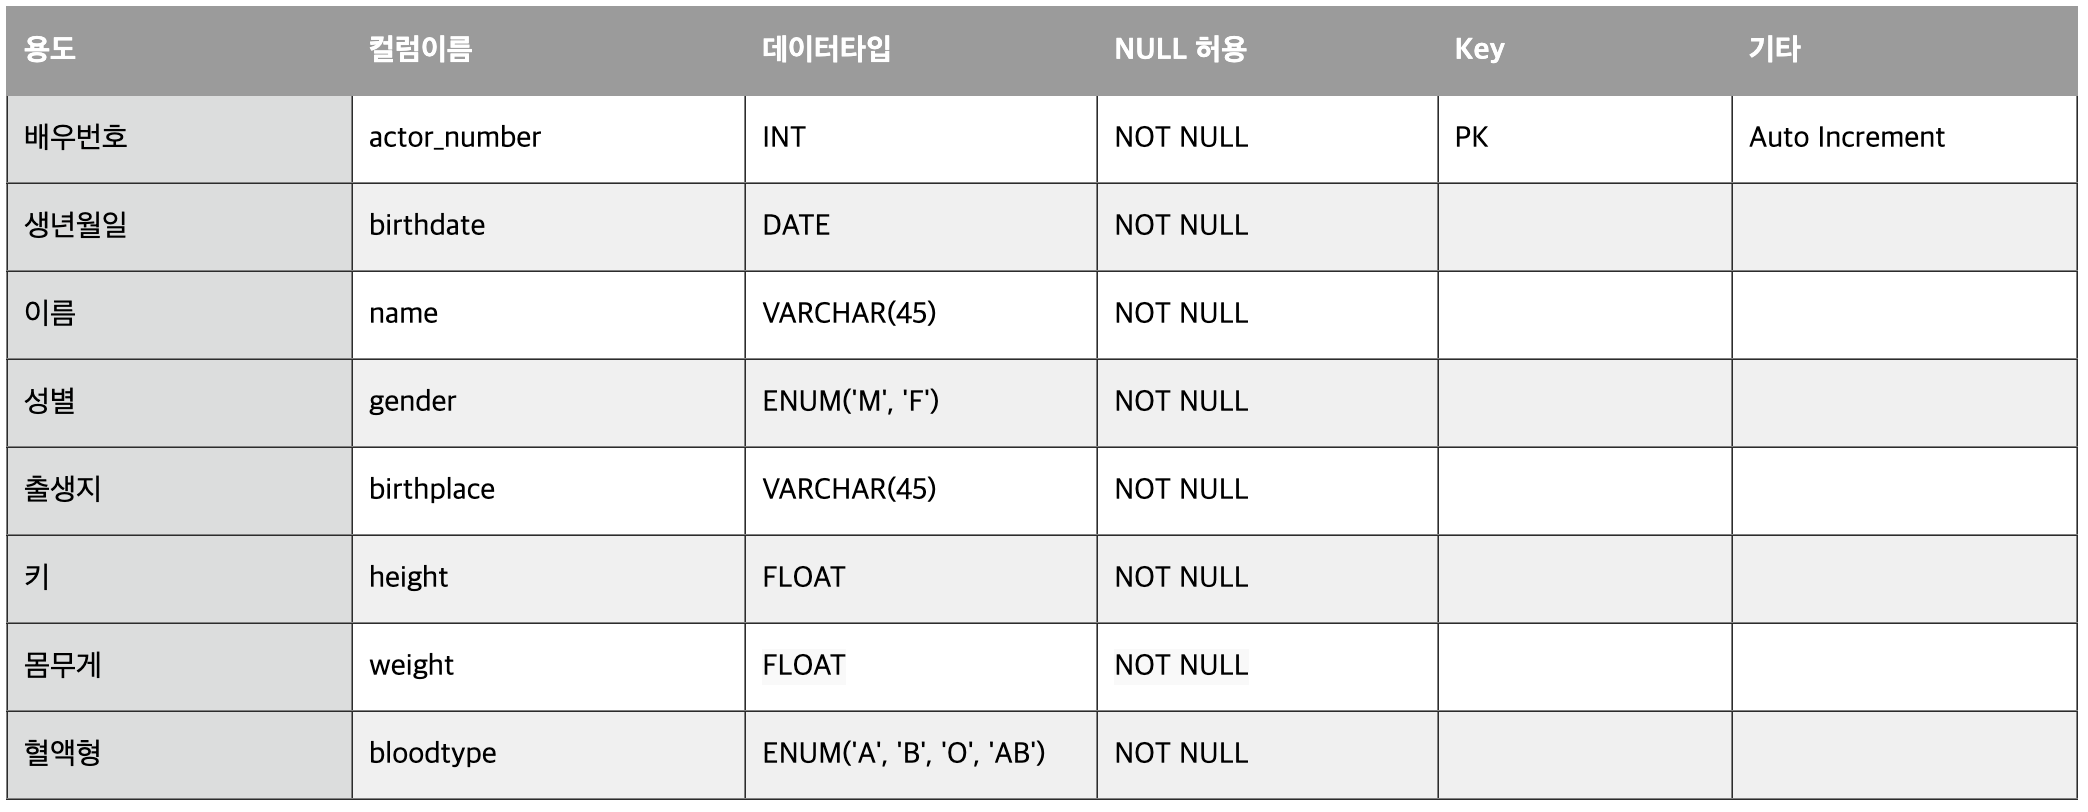 용도 컬럼이름 데이터타입 NULL 허용 Key 기타
배우번호 actor_number INT NOT NULL PK Auto Increment
생년월일 birthdate DATE NOT NULL
이름 name VARCHAR(45) NOT NULL
성별 gender ENUM('M', 'F') NOT NULL
출생지 birthplace VARCHAR(45) NOT NULL
키 height FLOAT NOT NULL
몸무게 weight FLOAT NOT NULL
혈액형 bloodtype ENUM('A', 'B', 'O', 'AB') NOT NULL